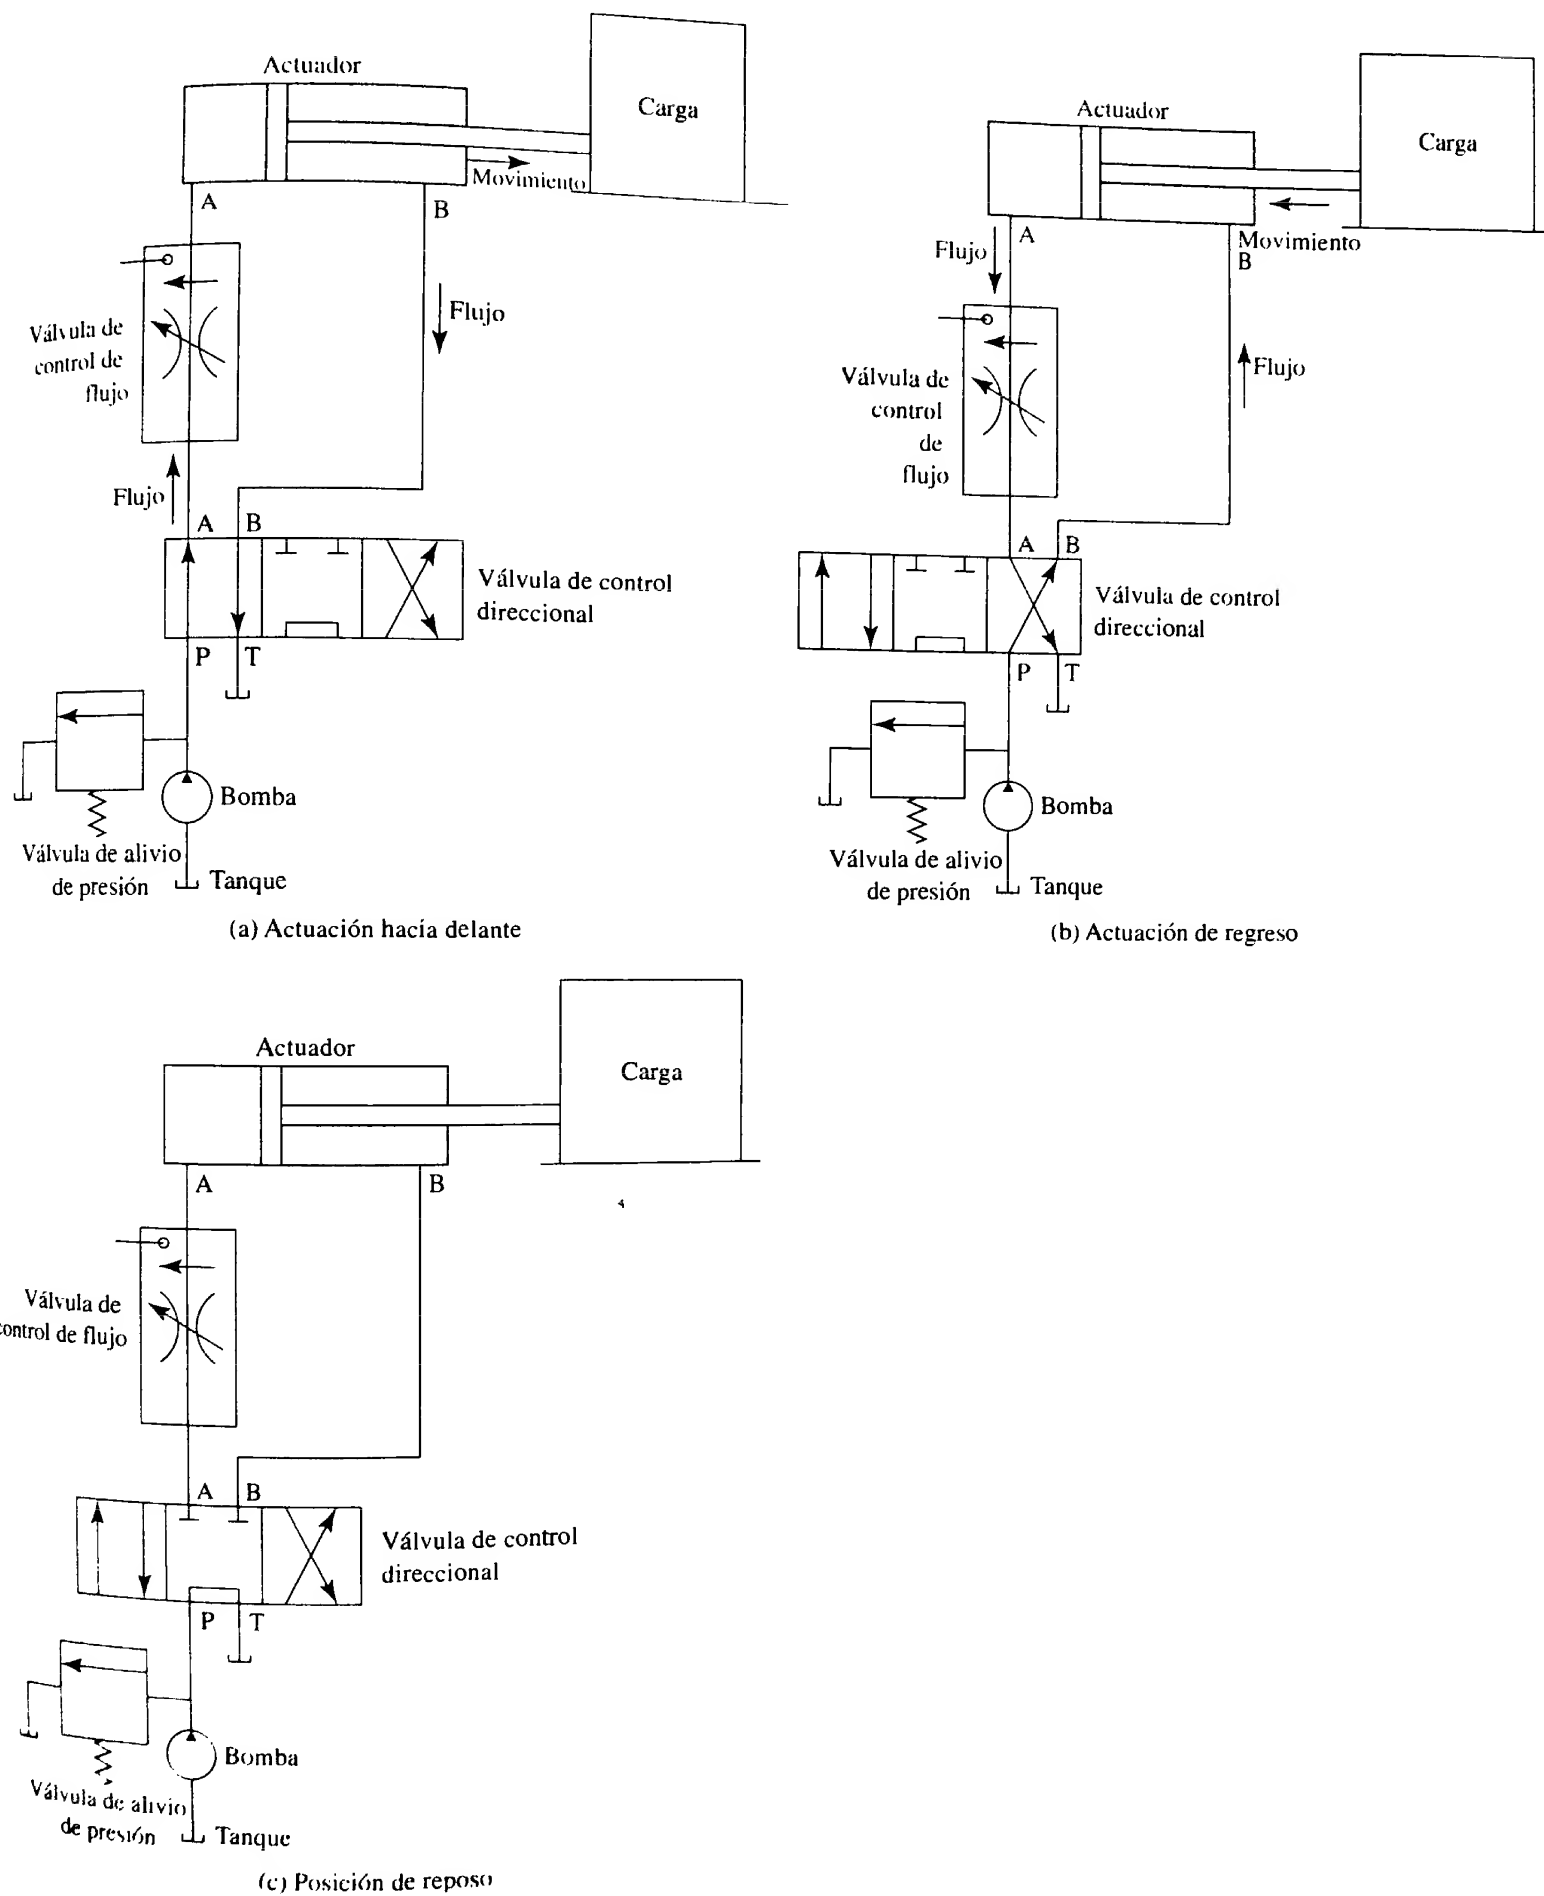 Actuador
Carga
Movimiento
A
B
Válvula de
control de
flujo
Flujo
Flujo
A
B
Válvula de control
direccional
P
T
Bomba
Válvula de alivio
de presión
Tanque
(a) Actuación hacía delante
Actuador
Carga
Movimiento
A
B
Flujo
Válvula de
control
de
flujo
Flujo
A
B
Válvula de control
direccional
P
T
Bomba
Válvula de alivio
de presión
Tanque
(b) Actuación de regreso
Actuador
Carga
A
B
4
Válvula de
control de flujo
A
B
Válvula de control
direccional
P
T
Bomba
Válvula de alivio
de presión
Tanque
(c) Posición de reposo